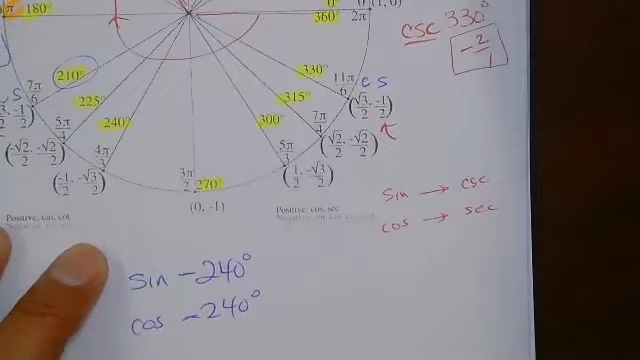 π 180° 0° 0 (1, 0)
360° 2π
csc 330°
-2/1
210° 330°
7π/6 S 11π/6 c s
225° 315° (√3/2, -1/2)
5π/4 240° 300° 7π/4
(-√2/2, -√2/2) 4π/3 5π/3 (√2/2, -√2/2)
(-1/2, -√3/2) 3π/2 270° (1/2, -√3/2)
(0, -1)
sin → csc
cos → sec
Positive: tan, cot Positive: cos, sec
sin -240°
cos -240°